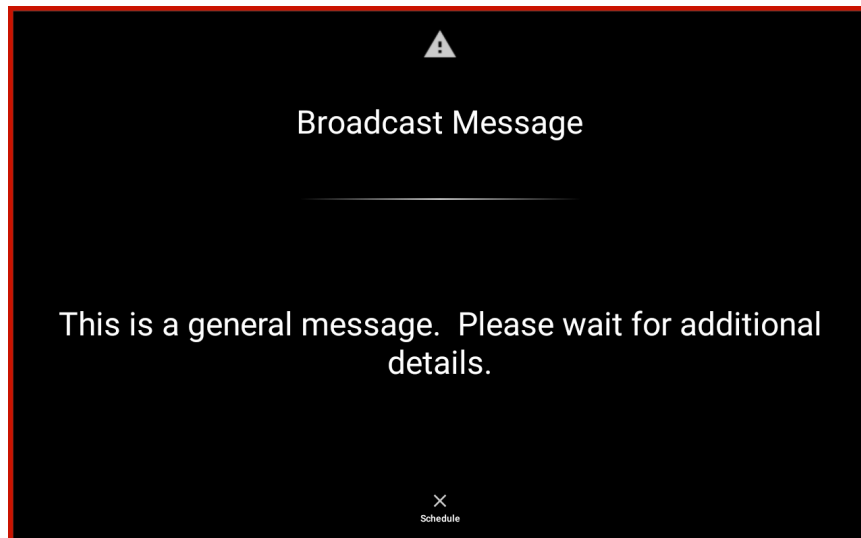 Broadcast Message
This is a general message.  Please wait for additional
details.
Schedule